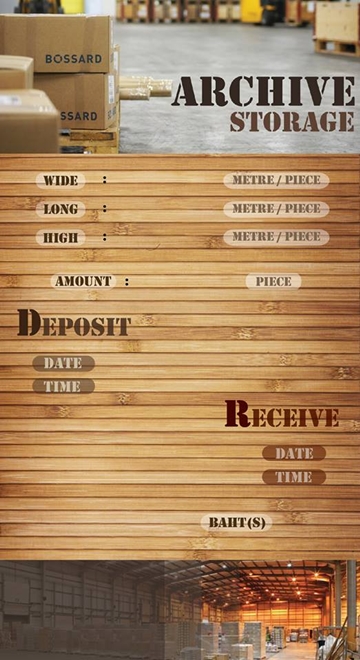 BOSSARD
SSARD
ARCHIVE
STORAGE
WIDE : METRE / PIECE
LONG : METRE / PIECE
HIGH : METRE / PIECE
AMOUNT : PIECE
DEPOSIT
DATE
TIME
RECEIVE
DATE
TIME
BAHT(S)